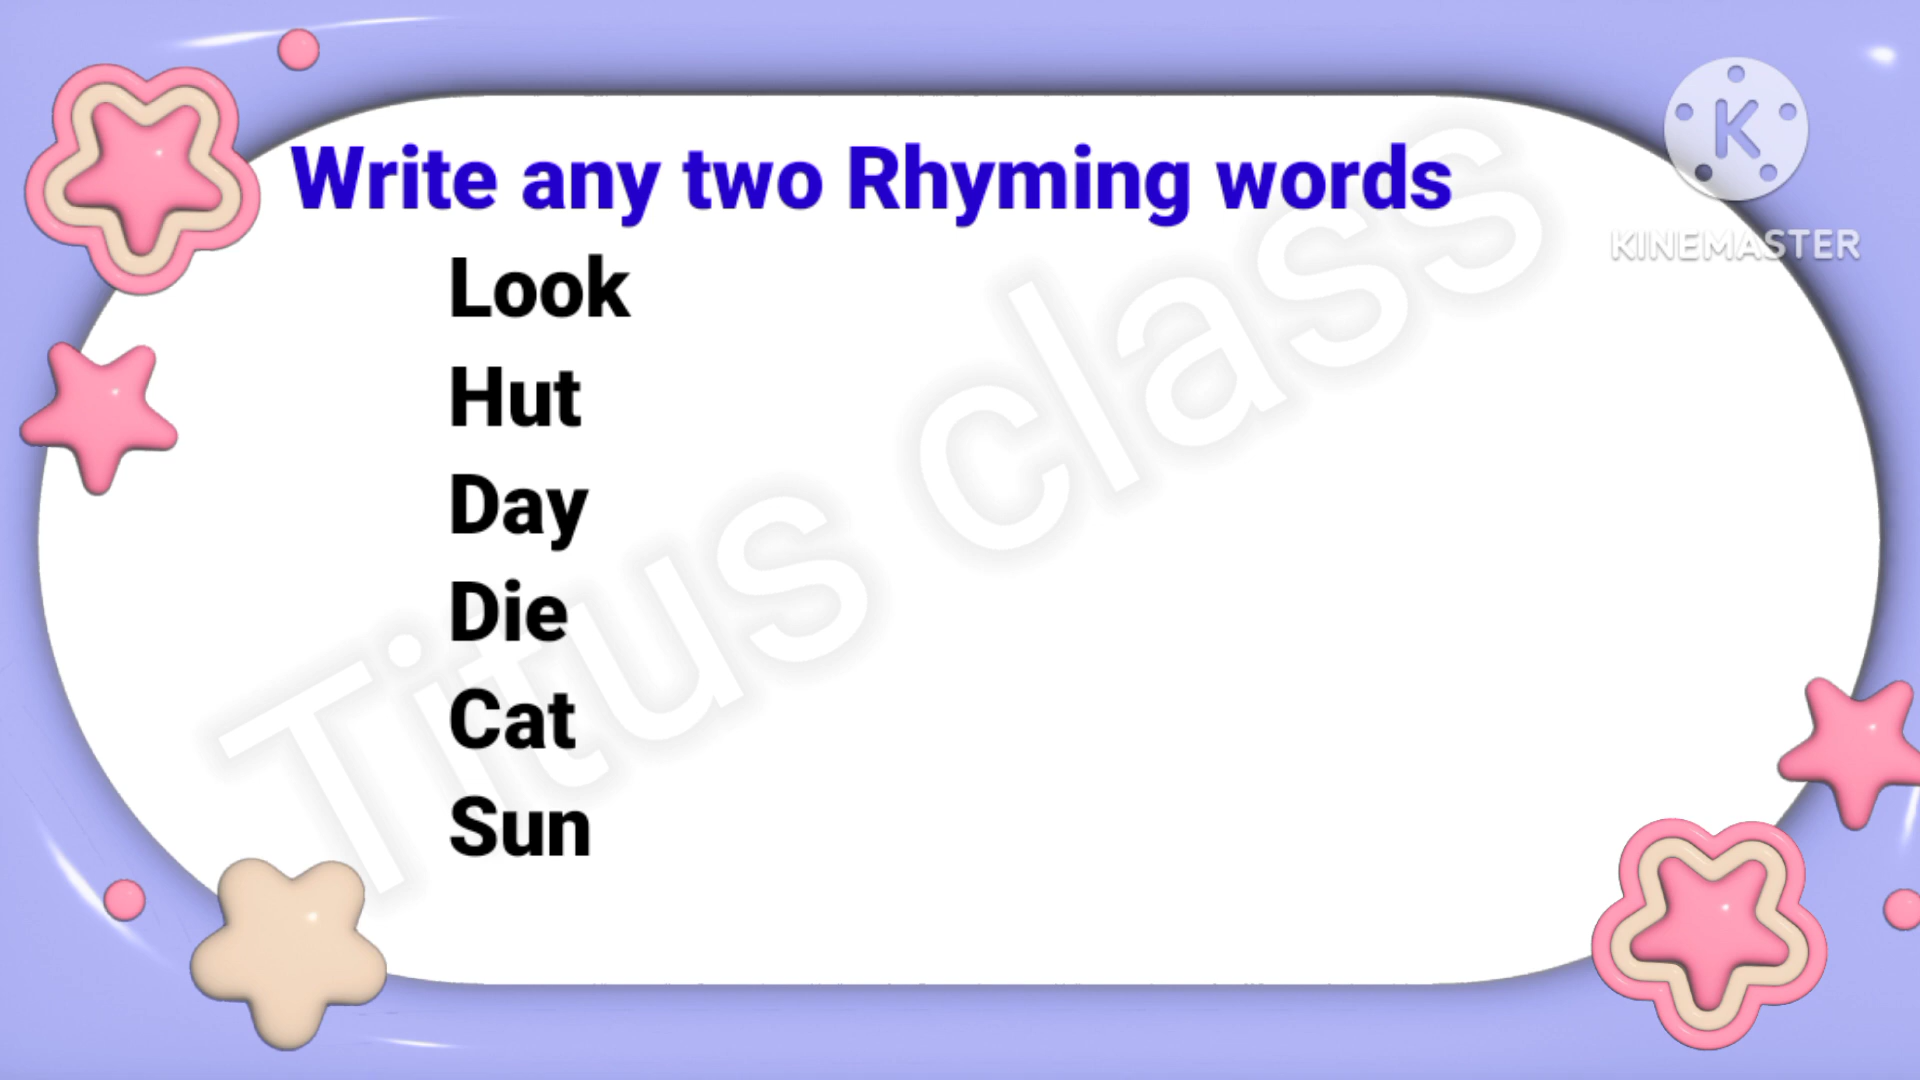 Write any two Rhyming words
K
KINEMASTER
Look
Hut
Day
Die
Cat
Sun
Titus class